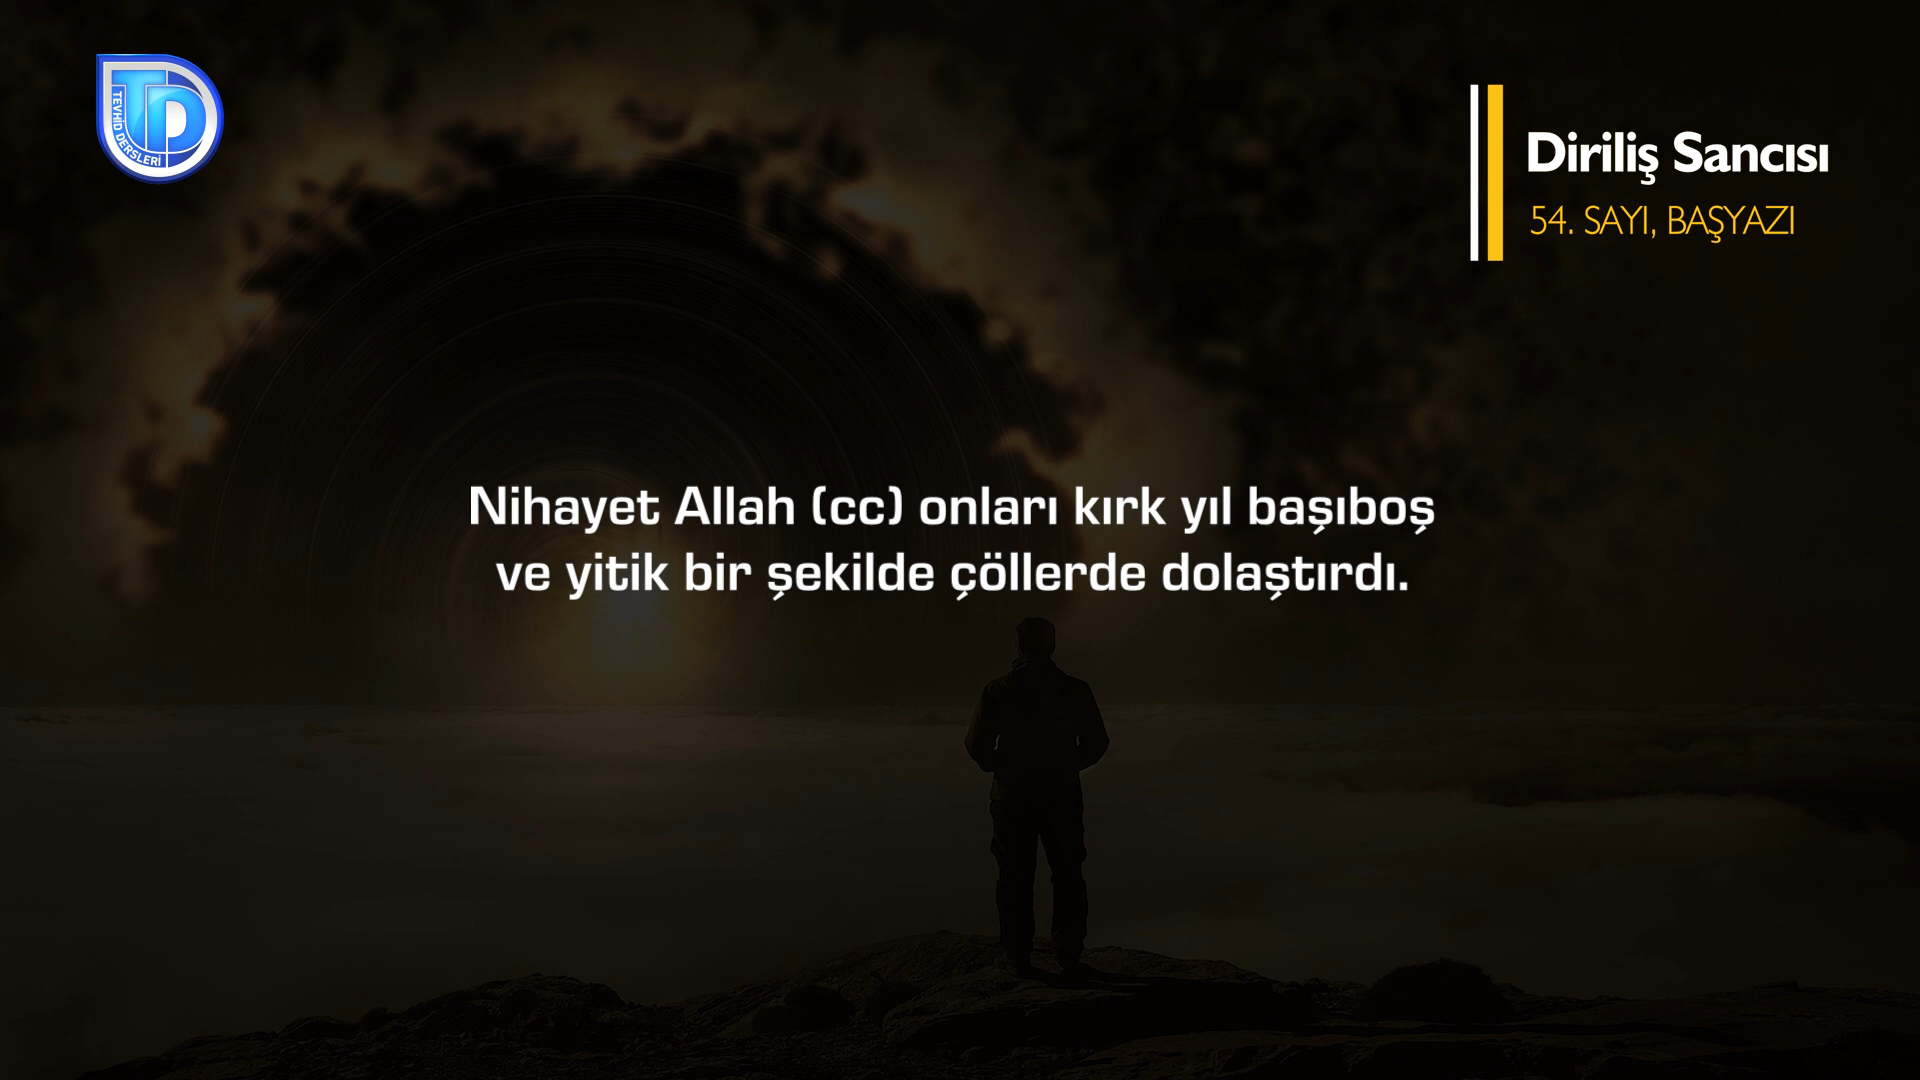 TD
TEVHİD DERSLERİ
Diriliş Sancısı
54. SAYI, BAŞYAZI
Nihayet Allah (cc) onları kırk yıl başıboş
ve yitik bir şekilde çöllerde dolaştırdı.